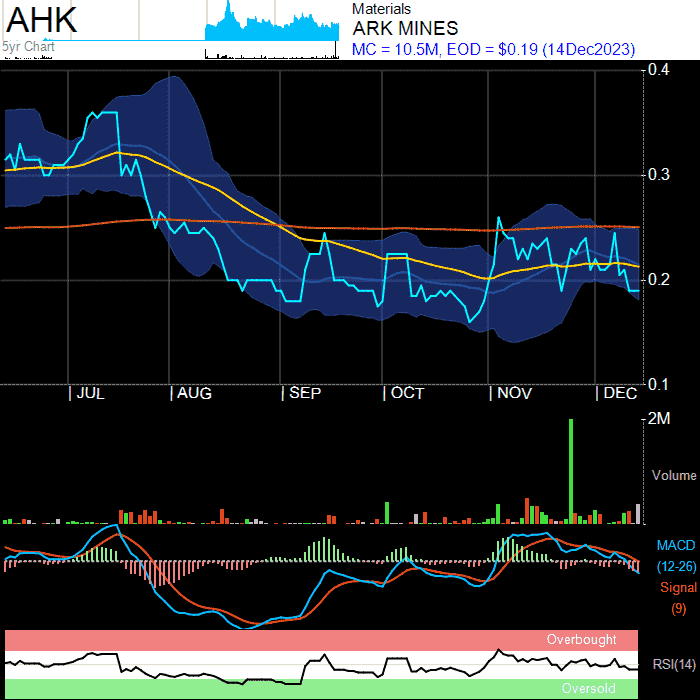 AHK
5yr Chart
Materials
ARK MINES
MC = 10.5M, EOD = $0.19 (14Dec2023)
0.4
0.3
0.2
0.1
JUL
AUG
SEP
OCT
NOV
DEC
2M
Volume
MACD
(12-26)
Signal
(9)
Overbought
RSI(14)
Oversold